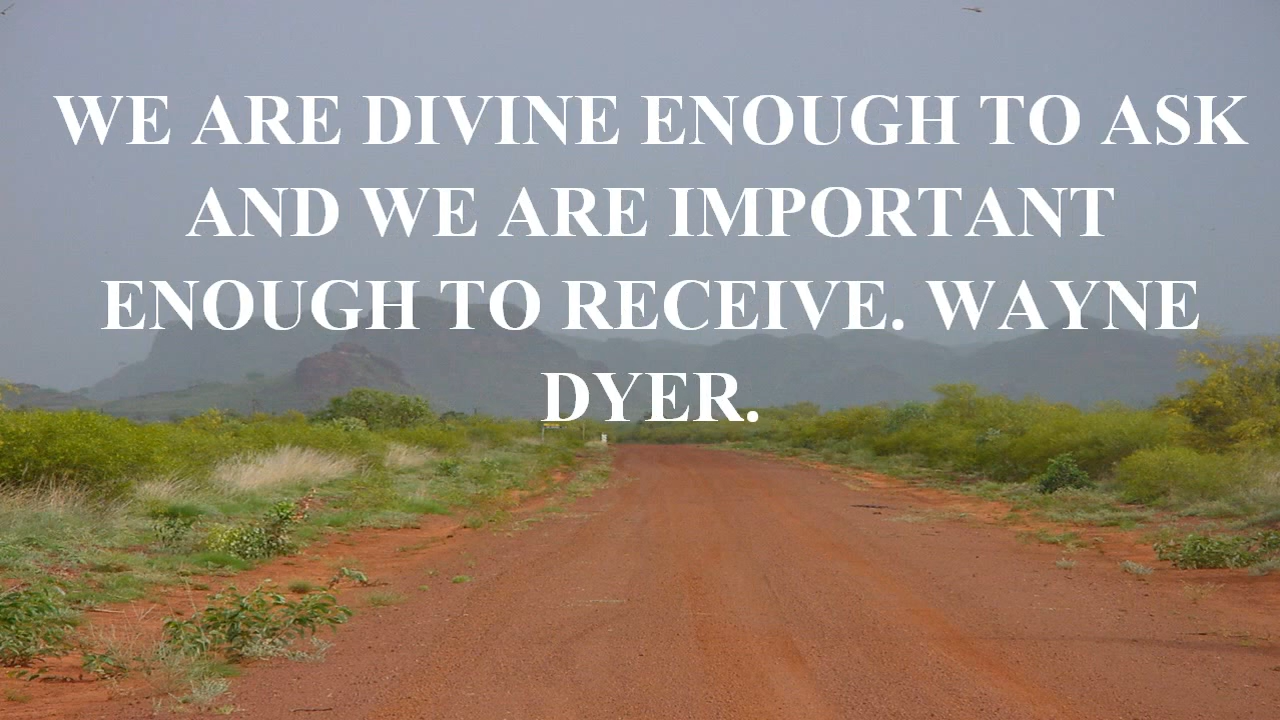 WE ARE DIVINE ENOUGH TO ASK
AND WE ARE IMPORTANT
ENOUGH TO RECEIVE. WAYNE
DYER.